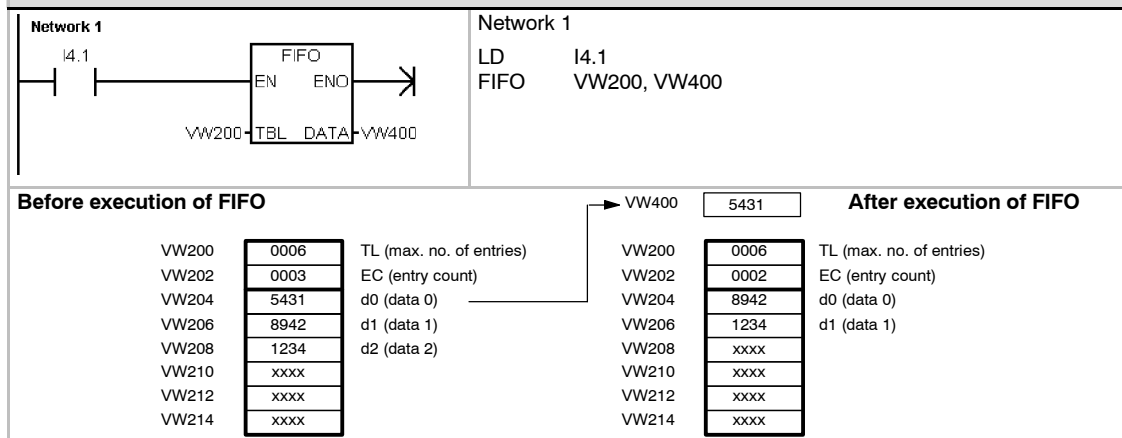 Network 1
I4.1
FIFO
EN ENO
VW200 TBL DATA VW400
Network 1
LD I4.1
FIFO VW200, VW400
Before execution of FIFO
VW400 5431
After execution of FIFO
VW200 0006 TL (max. no. of entries)
VW202 0003 EC (entry count)
VW204 5431 d0 (data 0)
VW206 8942 d1 (data 1)
VW208 1234 d2 (data 2)
VW210 xxxx
VW212 xxxx
VW214 xxxx
VW200 0006 TL (max. no. of entries)
VW202 0002 EC (entry count)
VW204 8942 d0 (data 0)
VW206 1234 d1 (data 1)
VW208 xxxx
VW210 xxxx
VW212 xxxx
VW214 xxxx